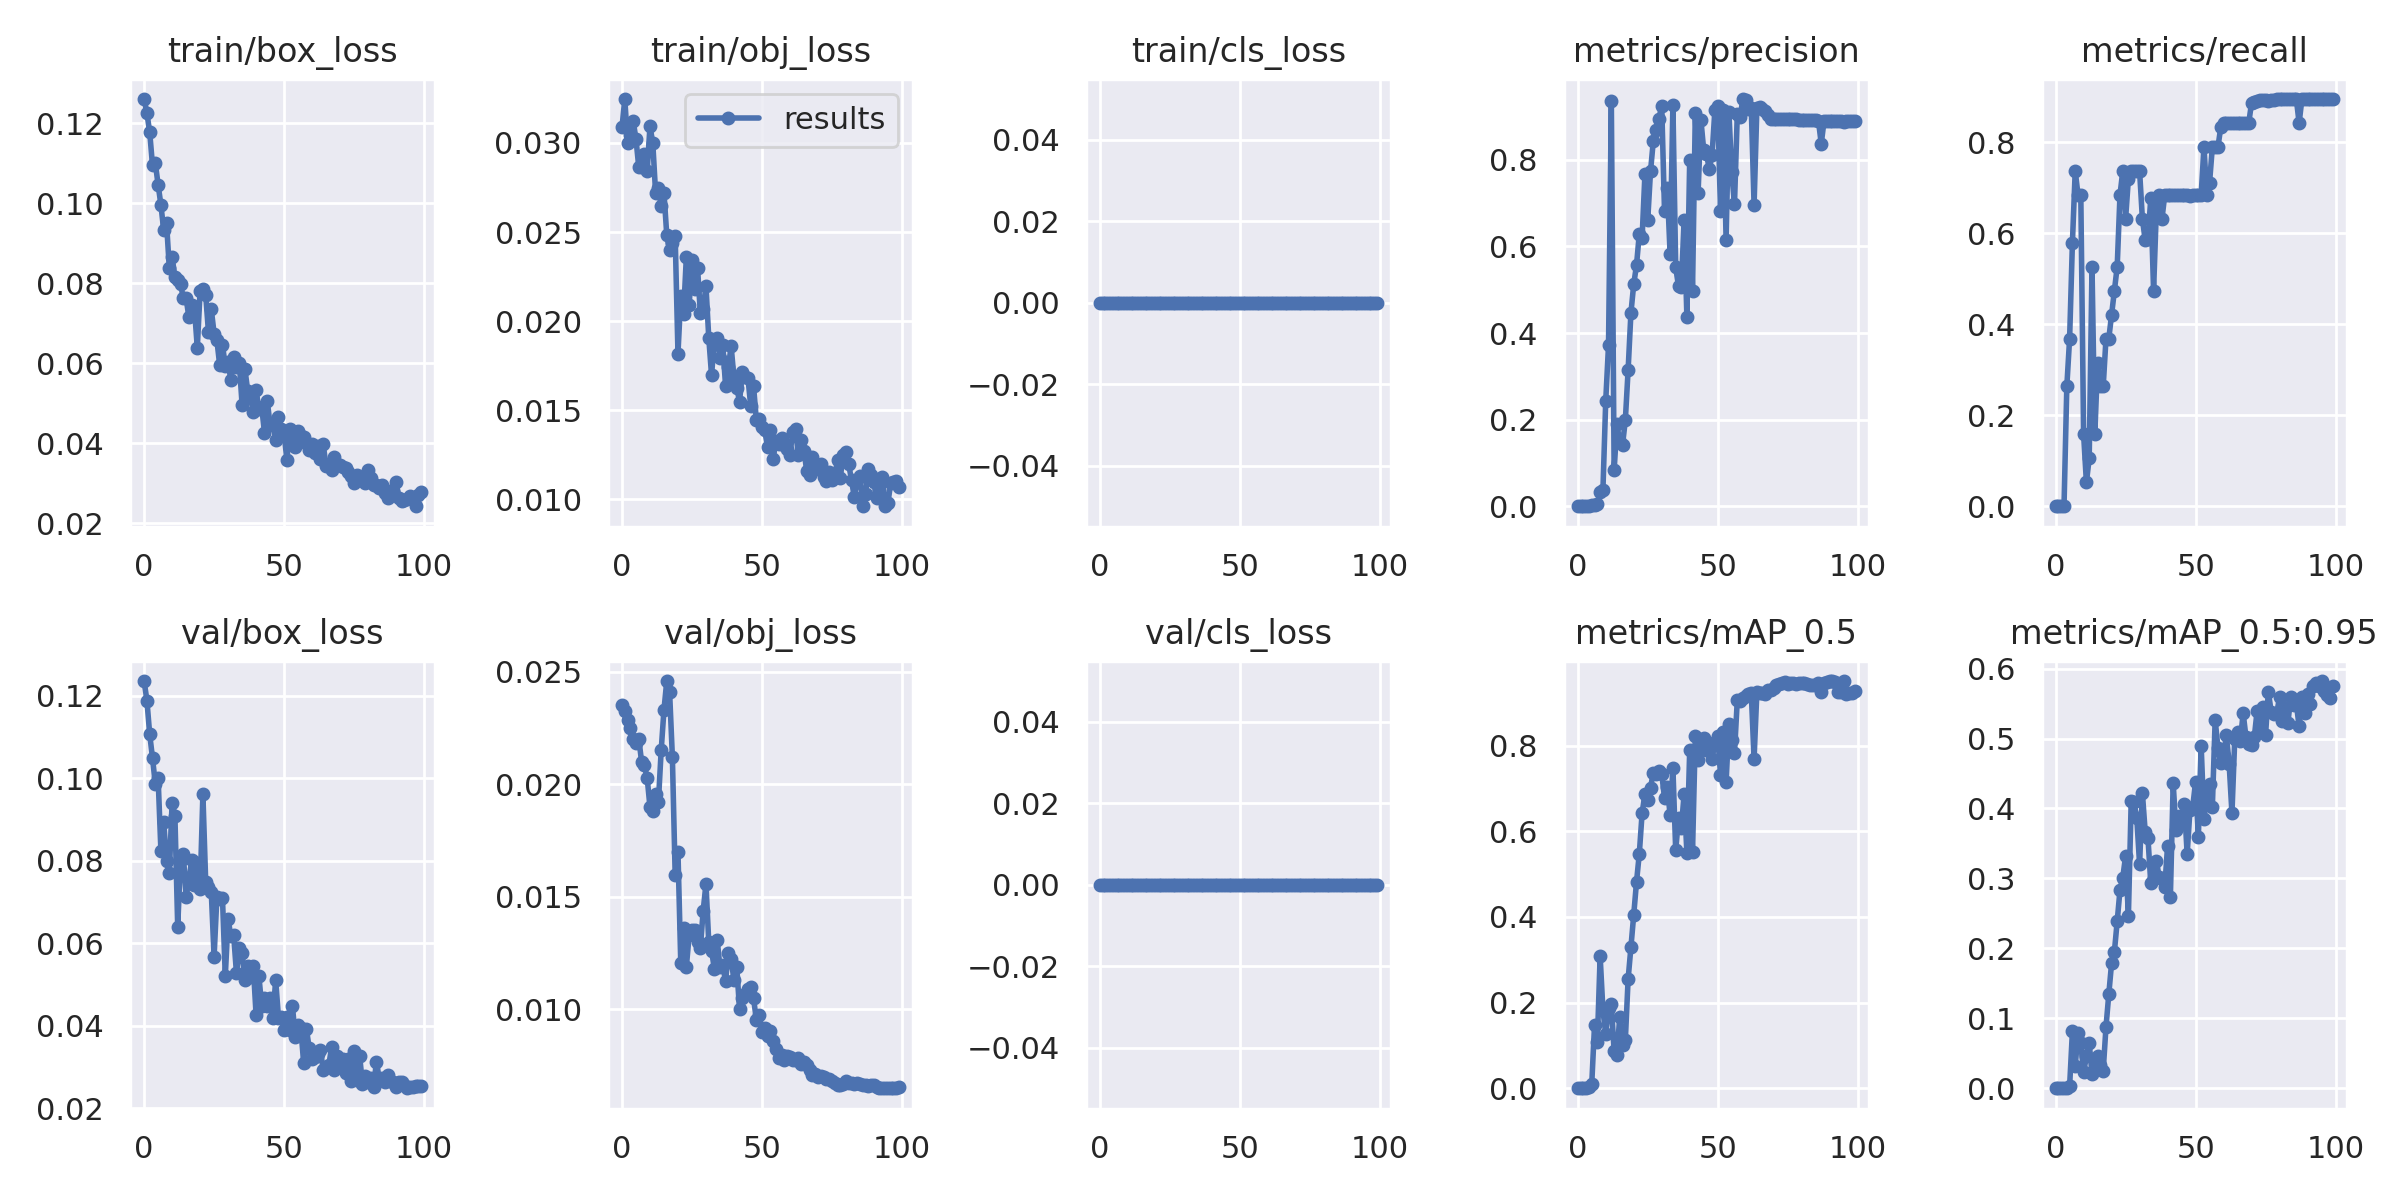 train/box_loss
0.12
0.10
0.08
0.06
0.04
0.02
0 50 100
train/obj_loss
results
0.030
0.025
0.020
0.015
0.010
0 50 100
train/cls_loss
0.04
0.02
0.00
−0.02
−0.04
0 50 100
metrics/precision
0.8
0.6
0.4
0.2
0.0
0 50 100
metrics/recall
0.8
0.6
0.4
0.2
0.0
0 50 100
val/box_loss
0.12
0.10
0.08
0.06
0.04
0.02
0 50 100
val/obj_loss
0.025
0.020
0.015
0.010
0 50 100
val/cls_loss
0.04
0.02
0.00
−0.02
−0.04
0 50 100
metrics/mAP_0.5
0.8
0.6
0.4
0.2
0.0
0 50 100
metrics/mAP_0.5:0.95
0.6
0.5
0.4
0.3
0.2
0.1
0.0
0 50 100